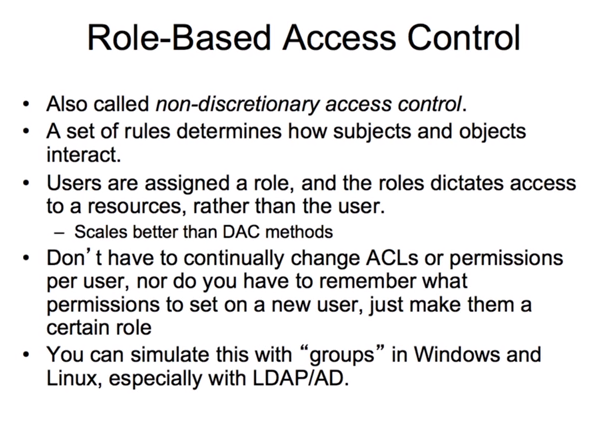 Role-Based Access Control
• Also called non-discretionary access control.
• A set of rules determines how subjects and objects
interact.
• Users are assigned a role, and the roles dictates access
to a resources, rather than the user.
– Scales better than DAC methods
• Don’t have to continually change ACLs or permissions
per user, nor do you have to remember what
permissions to set on a new user, just make them a
certain role
• You can simulate this with “groups” in Windows and
Linux, especially with LDAP/AD.